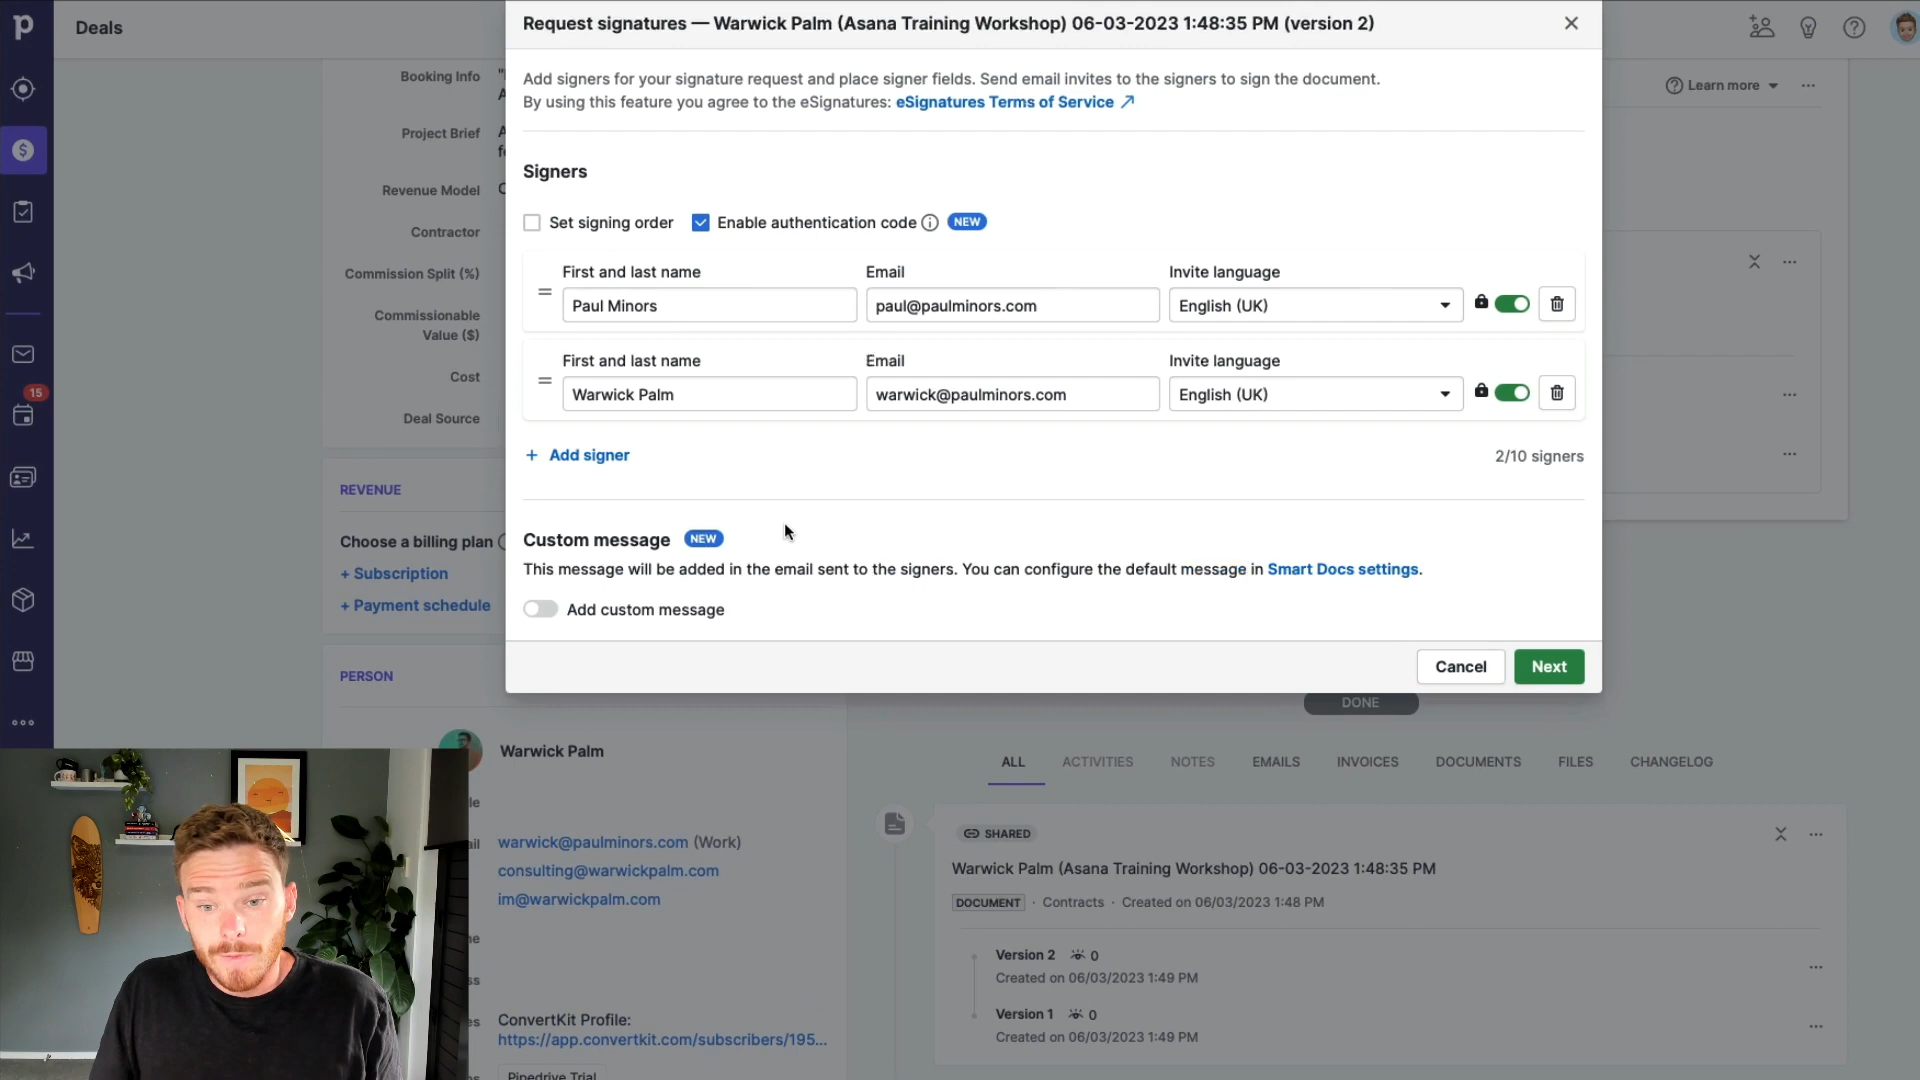 p
Deals
Request signatures — Warwick Palm (Asana Training Workshop) 06-03-2023 1:48:35 PM (version 2)
Add signers for your signature request and place signer fields. Send email invites to the signers to sign the document.
By using this feature you agree to the eSignatures: eSignatures Terms of Service
Learn more
Signers
Set signing order
Enable authentication code
NEW
First and last name
Email
Invite language
Paul Minors
paul@paulminors.com
English (UK)
First and last name
Email
Invite language
Warwick Palm
warwick@paulminors.com
English (UK)
+ Add signer
2/10 signers
Custom message
NEW
This message will be added in the email sent to the signers. You can configure the default message in Smart Docs settings.
Add custom message
Cancel
Next
15
Booking Info
Project Brief
Revenue Model
Contractor
Commission Split (%)
Commissionable
Value ($)
Cost
Deal Source
REVENUE
Choose a billing plan
+ Subscription
+ Payment schedule
PERSON
Warwick Palm
warwick@paulminors.com (Work)
consulting@warwickpalm.com
im@warwickpalm.com
ConvertKit Profile:
https://app.convertkit.com/subscribers/195...
Pipedrive Trial
DONE
ALL
ACTIVITIES
NOTES
EMAILS
INVOICES
DOCUMENTS
FILES
CHANGELOG
SHARED
Warwick Palm (Asana Training Workshop) 06-03-2023 1:48:35 PM
DOCUMENT · Contracts · Created on 06/03/2023 1:48 PM
Version 2 0
Created on 06/03/2023 1:49 PM
Version 1 0
Created on 06/03/2023 1:49 PM